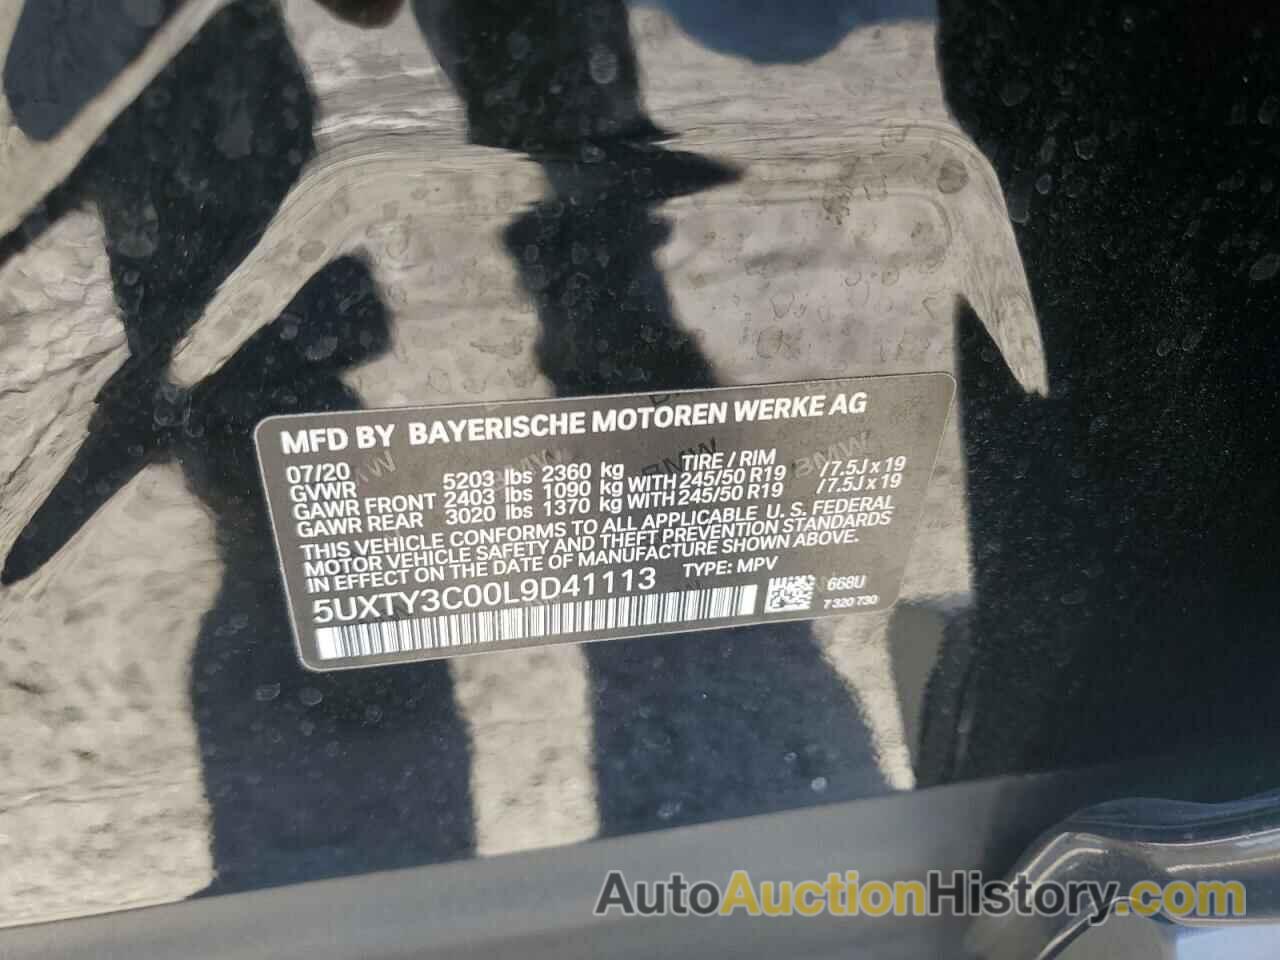 MFD BY BAYERISCHE MOTOREN WERKE AG
07/20 TIRE / RIM
GVWR 5203 lbs 2360 kg
GAWR FRONT 2403 lbs 1090 kg WITH 245/50 R19 / 7.5J x 19
GAWR REAR 3020 lbs 1370 kg WITH 245/50 R19 / 7.5J x 19
THIS VEHICLE CONFORMS TO ALL APPLICABLE U. S. FEDERAL
MOTOR VEHICLE SAFETY AND THEFT PREVENTION STANDARDS
IN EFFECT ON THE DATE OF MANUFACTURE SHOWN ABOVE.
5UXTY3C00L9D41113 TYPE: MPV
668U
7 320 730
AutoAuctionHistory.com